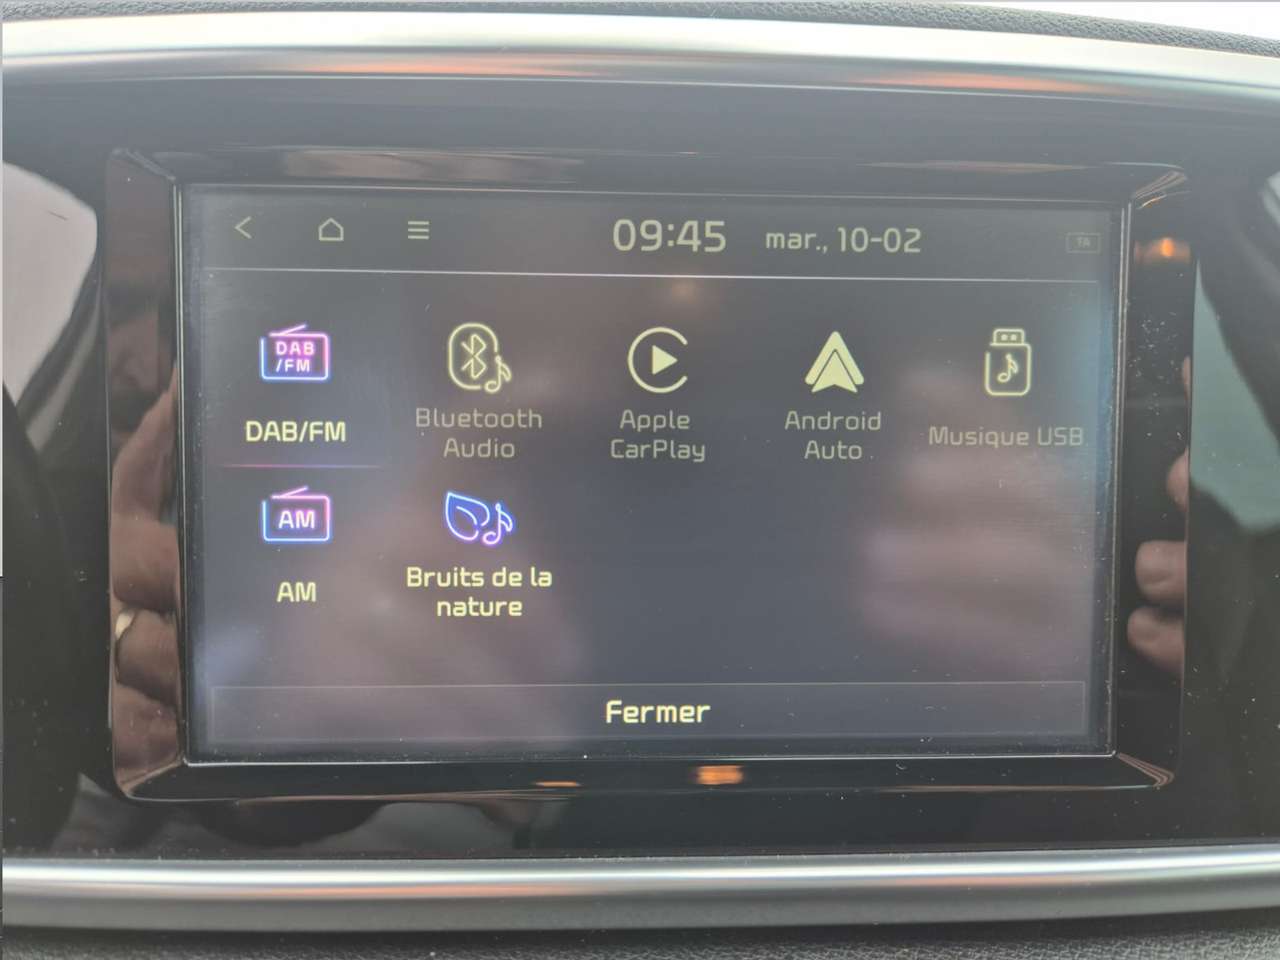 09:45 mar., 10-02 TA
DAB
/FM
DAB/FM
Bluetooth
Audio
Apple
CarPlay
Android
Auto
Musique USB
AM
AM
Bruits de la
nature
Fermer